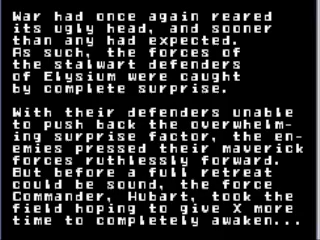 War had once again reared
its ugly head, and sooner
than any had expected.
As such, the forces of
the stalwart defenders
of Elysium were caught
by complete surprise.
With their defenders unable
to push back the overwhelm-
ing surprise factor, the en-
emies pressed their maverick
forces ruthlessly forward.
But before a full retreat
could be sound, the force
Commander, Hubart, took the
field hoping to give X more
time to completely awaken...